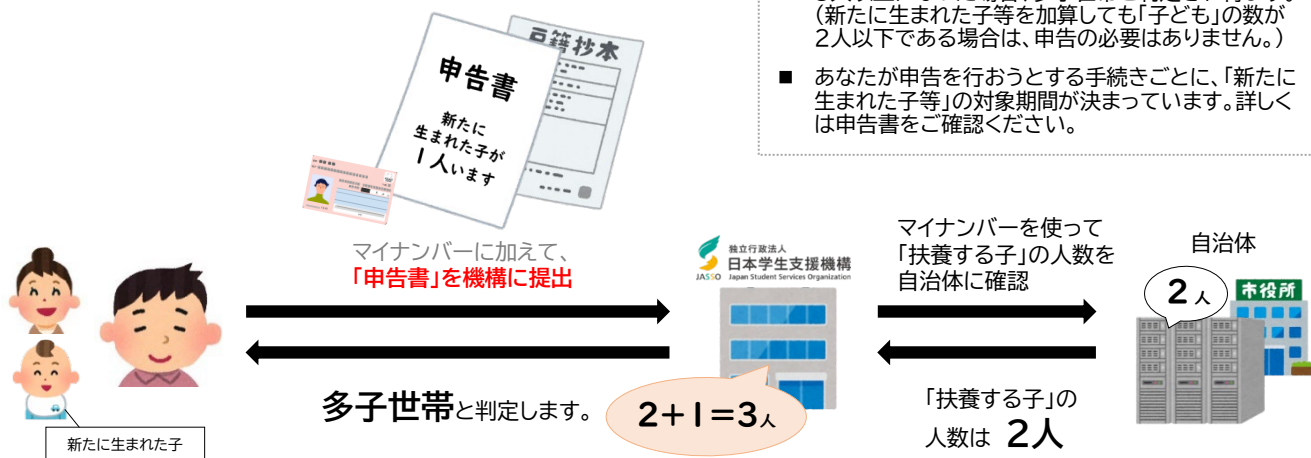 (新たに生まれた子等を加算しても「子ども」の数が
2人以下である場合は、申告の必要はありません。)
■ あなたが申告を行おうとする手続きごとに、「新たに
生まれた子等」の対象期間が決まっています。詳しく
は申告書をご確認ください。
戸籍抄本
申告書
新たに
生まれた子が
1人います
マイナンバーに加えて、
「申告書」を機構に提出
独立行政法人
日本学生支援機構
JASSO Japan Student Services Organization
マイナンバーを使って
「扶養する子」の人数を
自治体に確認
自治体
2人
市役所
多子世帯と判定します。
2+1=3人
「扶養する子」の
人数は 2人
新たに生まれた子